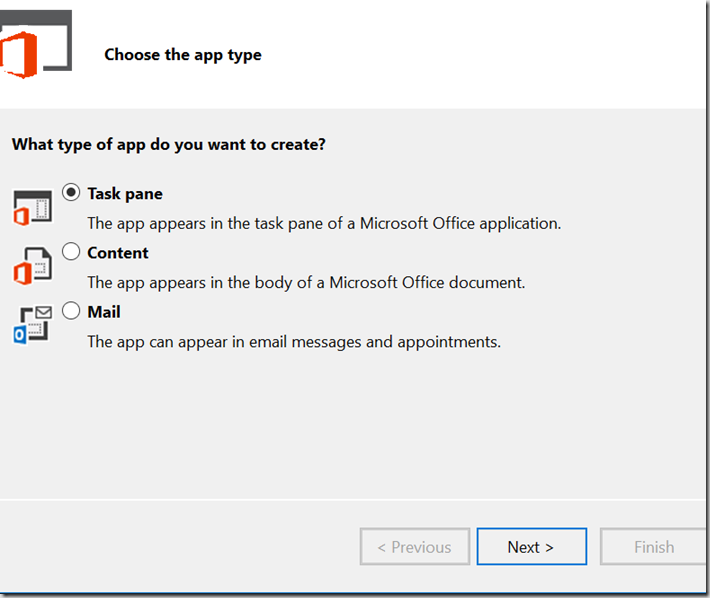 Choose the app type
What type of app do you want to create?
Task pane
The app appears in the task pane of a Microsoft Office application.
Content
The app appears in the body of a Microsoft Office document.
Mail
The app can appear in email messages and appointments.
< Previous Next > Finish